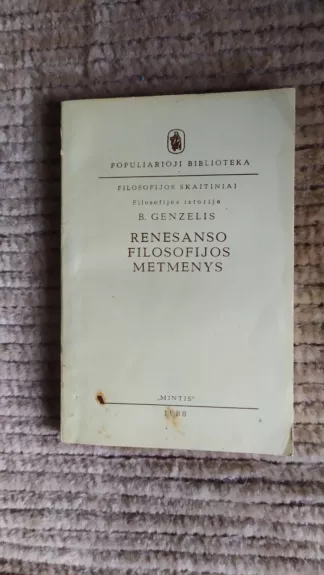 POPULIARIOJI BIBLIOTEKA
FILOSOFIJOS SKAITINIAI
Filosofijos istorija
B. GENZELIS
RENESANSO
FILOSOFIJOS
METMENYS
„MINTIS“
1988